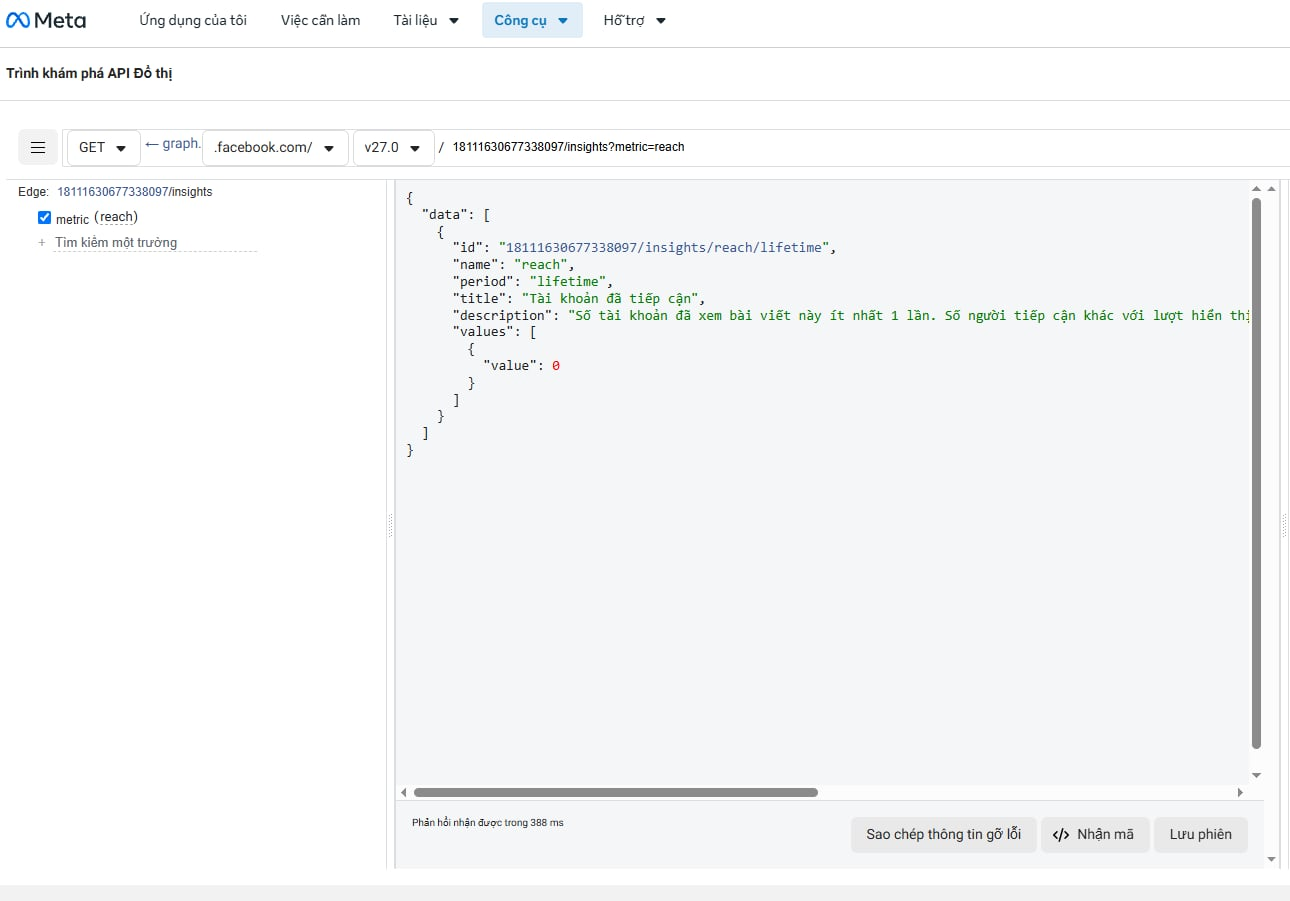 Meta
Ứng dụng của tôi
Việc cần làm
Tài liệu
Công cụ
Hỗ trợ
Trình khám phá API Đồ thị
GET
← graph.
.facebook.com/
v27.0
/ 18111630677338097/insights?metric=reach
Edge: 18111630677338097/insights
metric (reach)
+ Tìm kiếm một trường
{
"data": [
{
"id": "18111630677338097/insights/reach/lifetime",
"name": "reach",
"period": "lifetime",
"title": "Tài khoản đã tiếp cận",
"description": "Số tài khoản đã xem bài viết này ít nhất 1 lần. Số người tiếp cận khác với lượt hiển thị
"values": [
{
"value": 0
}
]
}
]
}
Phản hồi nhận được trong 388 ms
Sao chép thông tin gỡ lỗi
</> Nhận mã
Lưu phiên